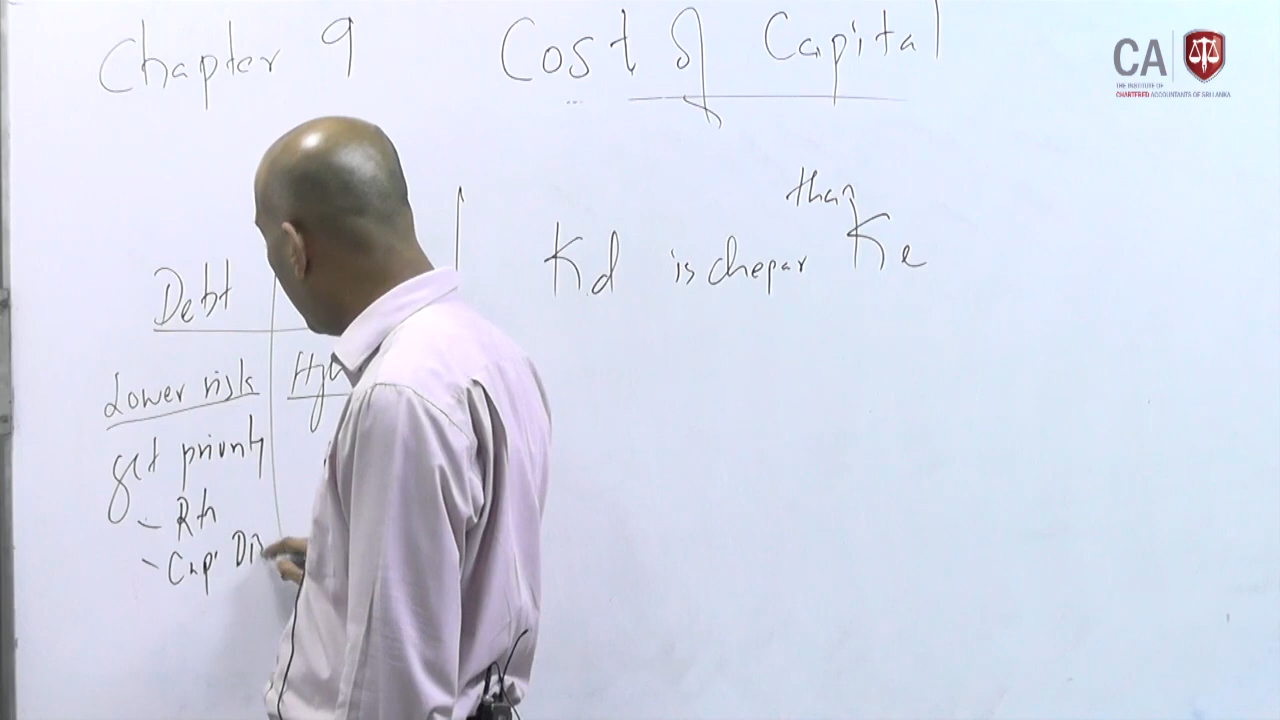 Chapter 9 Cost of Capital
CA
THE INSTITUTE OF
CHARTERED ACCOUNTANTS OF SRI LANKA
than
Kd is chepar Ke
Debt
Lower risk
get priority
- Rtn
- Cap' Di